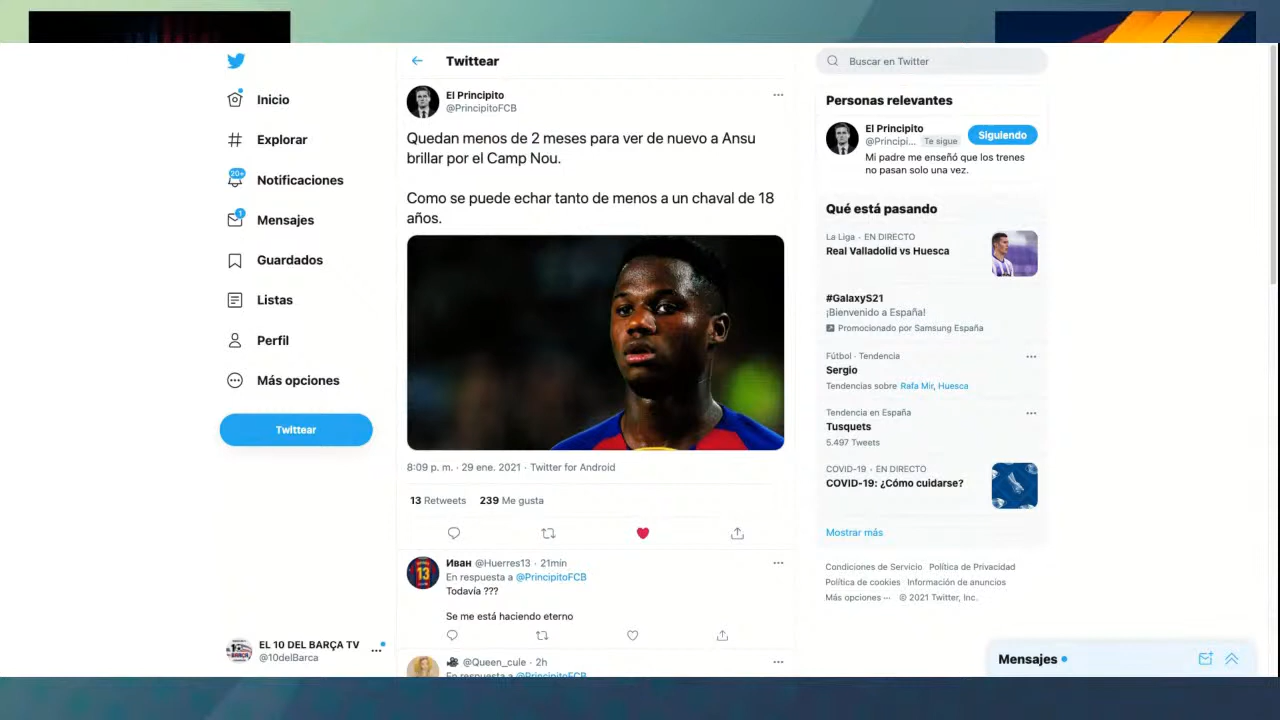 Inicio
Explorar
20+
Notificaciones
1
Mensajes
Guardados
Listas
Perfil
Más opciones
Twittear
EL 10 DEL BARÇA TV
@10delBarca
Twittear
El Principito
@PrincipitoFCB
Quedan menos de 2 meses para ver de nuevo a Ansu
brillar por el Camp Nou.
Como se puede echar tanto de menos a un chaval de 18
años.
8:09 p. m. · 29 ene. 2021 · Twitter for Android
13 Retweets 239 Me gusta
Иван @Huerres13 · 21min
En respuesta a @PrincipitoFCB
Todavía ???
Se me está haciendo eterno
@Queen_cule · 2h
En respuesta a @PrincipitoFCB
Buscar en Twitter
Personas relevantes
El Principito
@Principi... Te sigue
Siguiendo
Mi padre me enseñó que los trenes
no pasan solo una vez.
Qué está pasando
La Liga · EN DIRECTO
Real Valladolid vs Huesca
#GalaxyS21
¡Bienvenido a España!
Promocionado por Samsung España
Fútbol · Tendencia
Sergio
Tendencias sobre Rafa Mir, Huesca
Tendencia en España
Tusquets
5.497 Tweets
COVID-19 · EN DIRECTO
COVID-19: ¿Cómo cuidarse?
Mostrar más
Condiciones de Servicio Política de Privacidad
Política de cookies Información de anuncios
Más opciones ··· © 2021 Twitter, Inc.
Mensajes